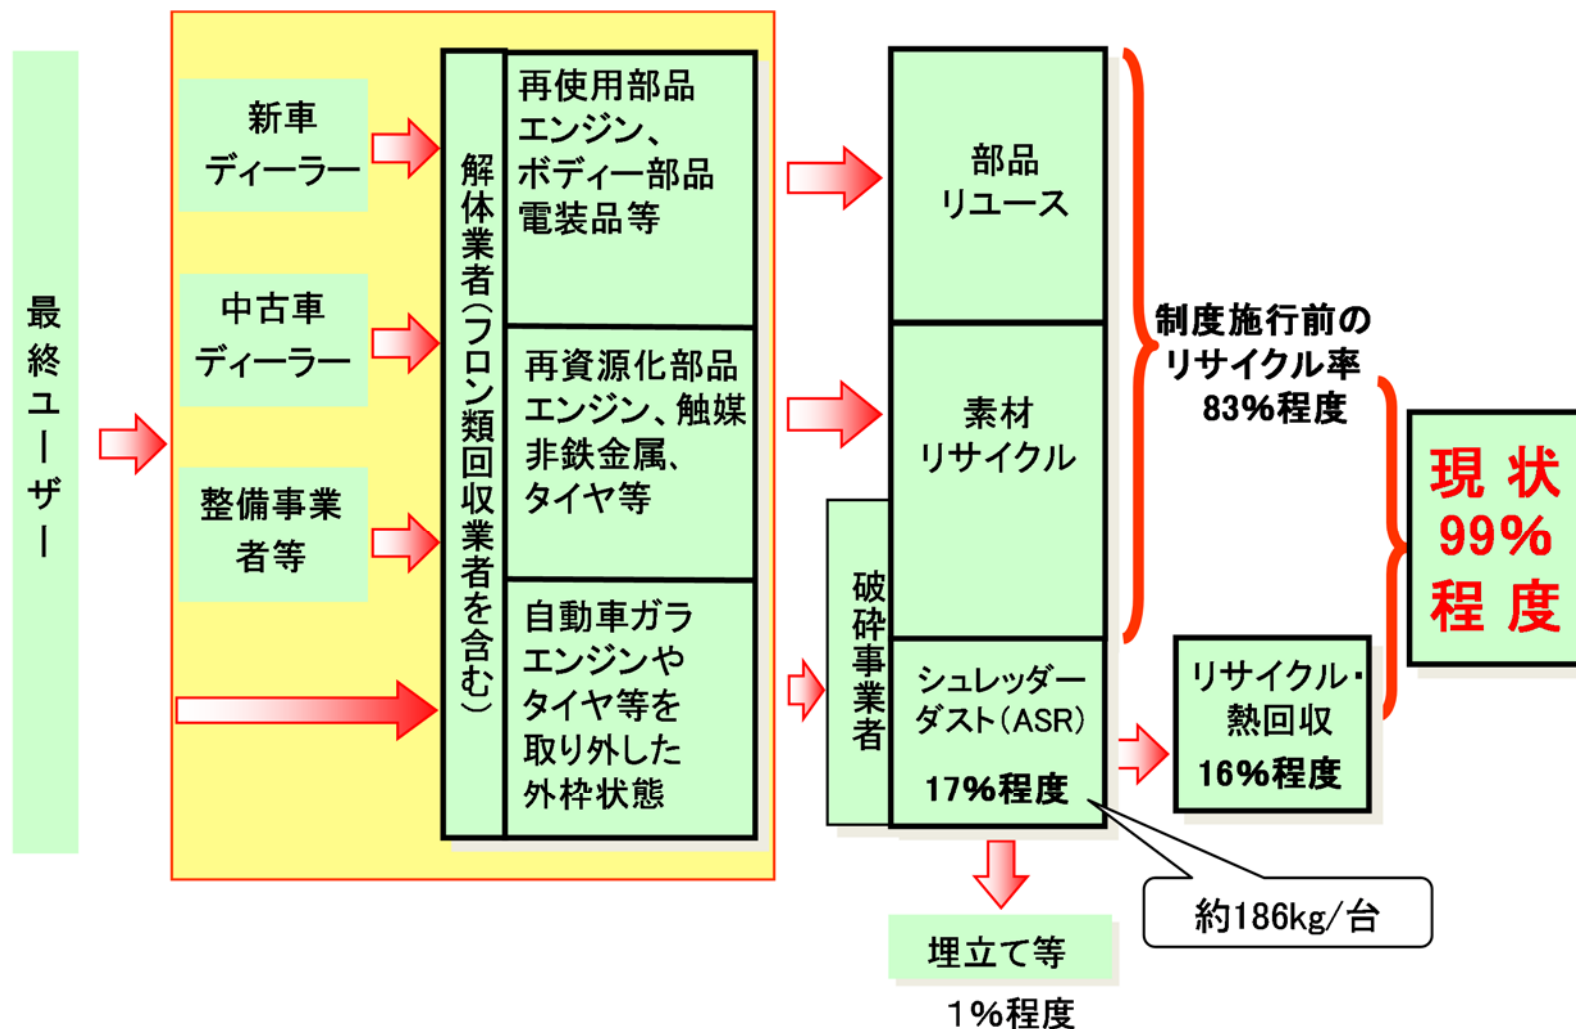 最終ユーザー
新車
ディーラー
中古車
ディーラー
整備事業
者等
解体業者(フロン類回収業者を含む)
再使用部品
エンジン、
ボディー部品
電装品等
再資源化部品
エンジン、触媒
非鉄金属、
タイヤ等
自動車ガラ
エンジンや
タイヤ等を
取り外した
外枠状態
部品
リユース
素材
リサイクル
破砕事業者
シュレッダー
ダスト(ASR)
17%程度
制度施行前の
リサイクル率
83%程度
リサイクル・
熱回収
16%程度
現状
99%
程度
約186kg/台
埋立て等
1%程度